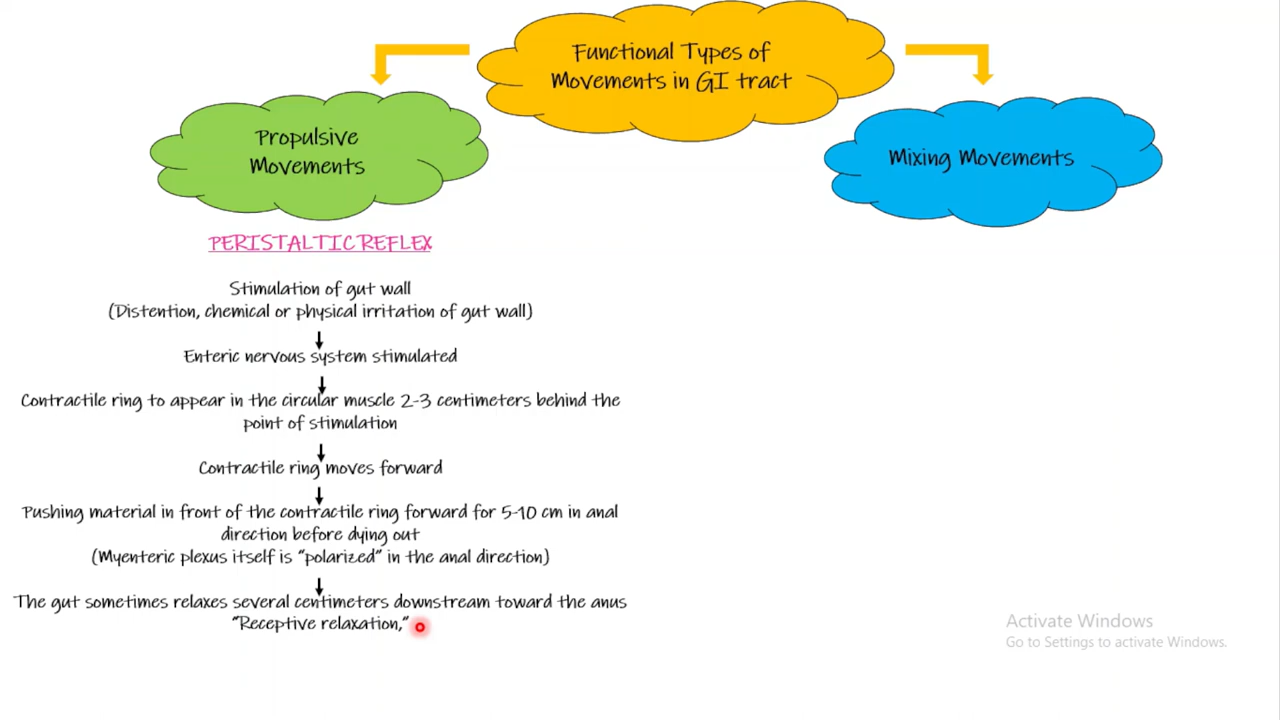 Functional Types of
Movements in GI tract
Propulsive
Movements
Mixing Movements
PERISTALTIC REFLEX
Stimulation of gut wall
(Distention, chemical or physical irritation of gut wall)
Enteric nervous system stimulated
Contractile ring to appear in the circular muscle 2-3 centimeters behind the
point of stimulation
Contractile ring moves forward
Pushing material in front of the contractile ring forward for 5-10 cm in anal
direction before dying out
(Myenteric plexus itself is "polarized" in the anal direction)
The gut sometimes relaxes several centimeters downstream toward the anus
"Receptive relaxation,"
Activate Windows
Go to Settings to activate Windows.